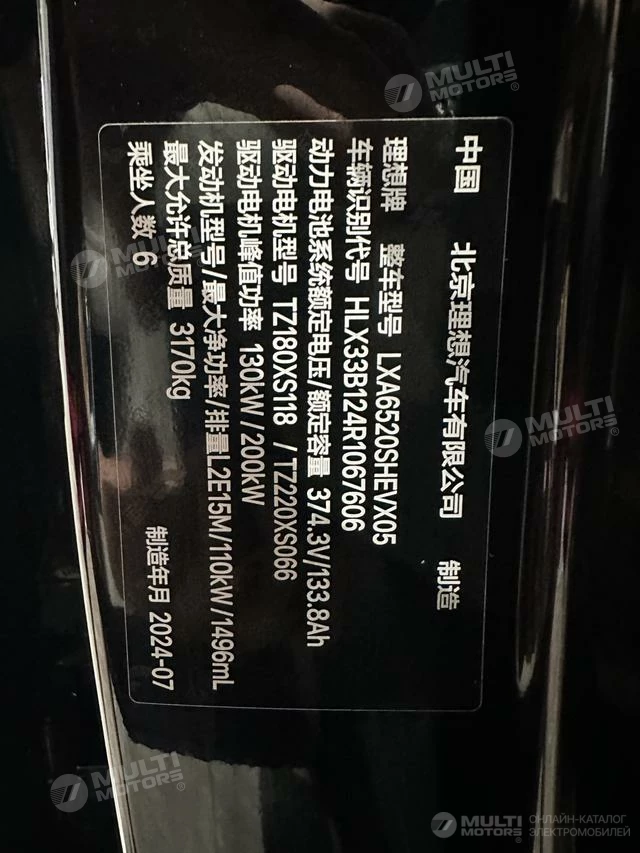 中国 北京理想汽车有限公司 制造
理想牌 整车型号 LXA6520SHEVX05
车辆识别代号 HLX33B124R1067606
动力电池系统额定电压/额定容量 374.3V/133.8Ah
驱动电机型号 TZ180XS118 /TZ220XS066
驱动电机峰值功率 130kW/200kW
发动机型号/最大净功率/排量L2E15M/110kW/1496mL
最大允许总质量 3170kg
乘坐人数 6 制造年月 2024-07
MULTI
MOTORS®
MULTI
MOTORS®
MULTI
MOTORS®
MULTI
MOTORS®
MULTI
MOTORS®
ОНЛАЙН-КАТАЛОГ
ЭЛЕКТРОМОБИЛЕЙ